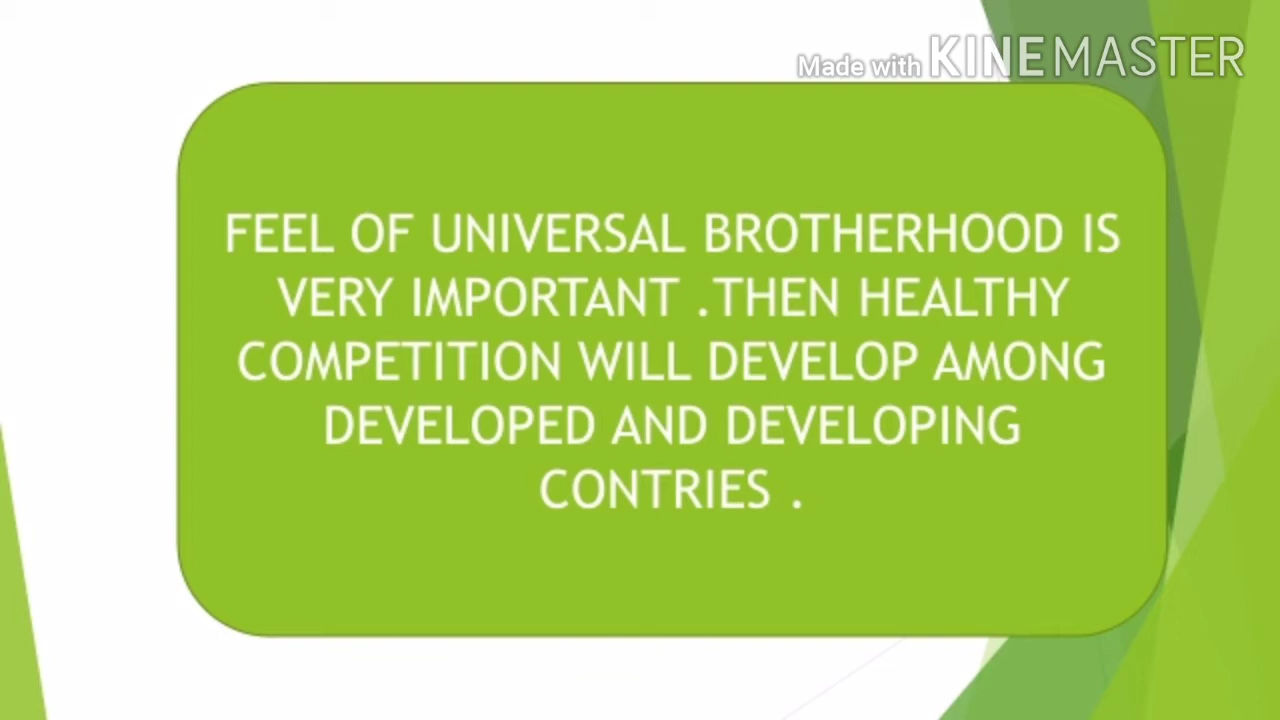 Made with KINEMASTER
FEEL OF UNIVERSAL BROTHERHOOD IS
VERY IMPORTANT .THEN HEALTHY
COMPETITION WILL DEVELOP AMONG
DEVELOPED AND DEVELOPING
CONTRIES .